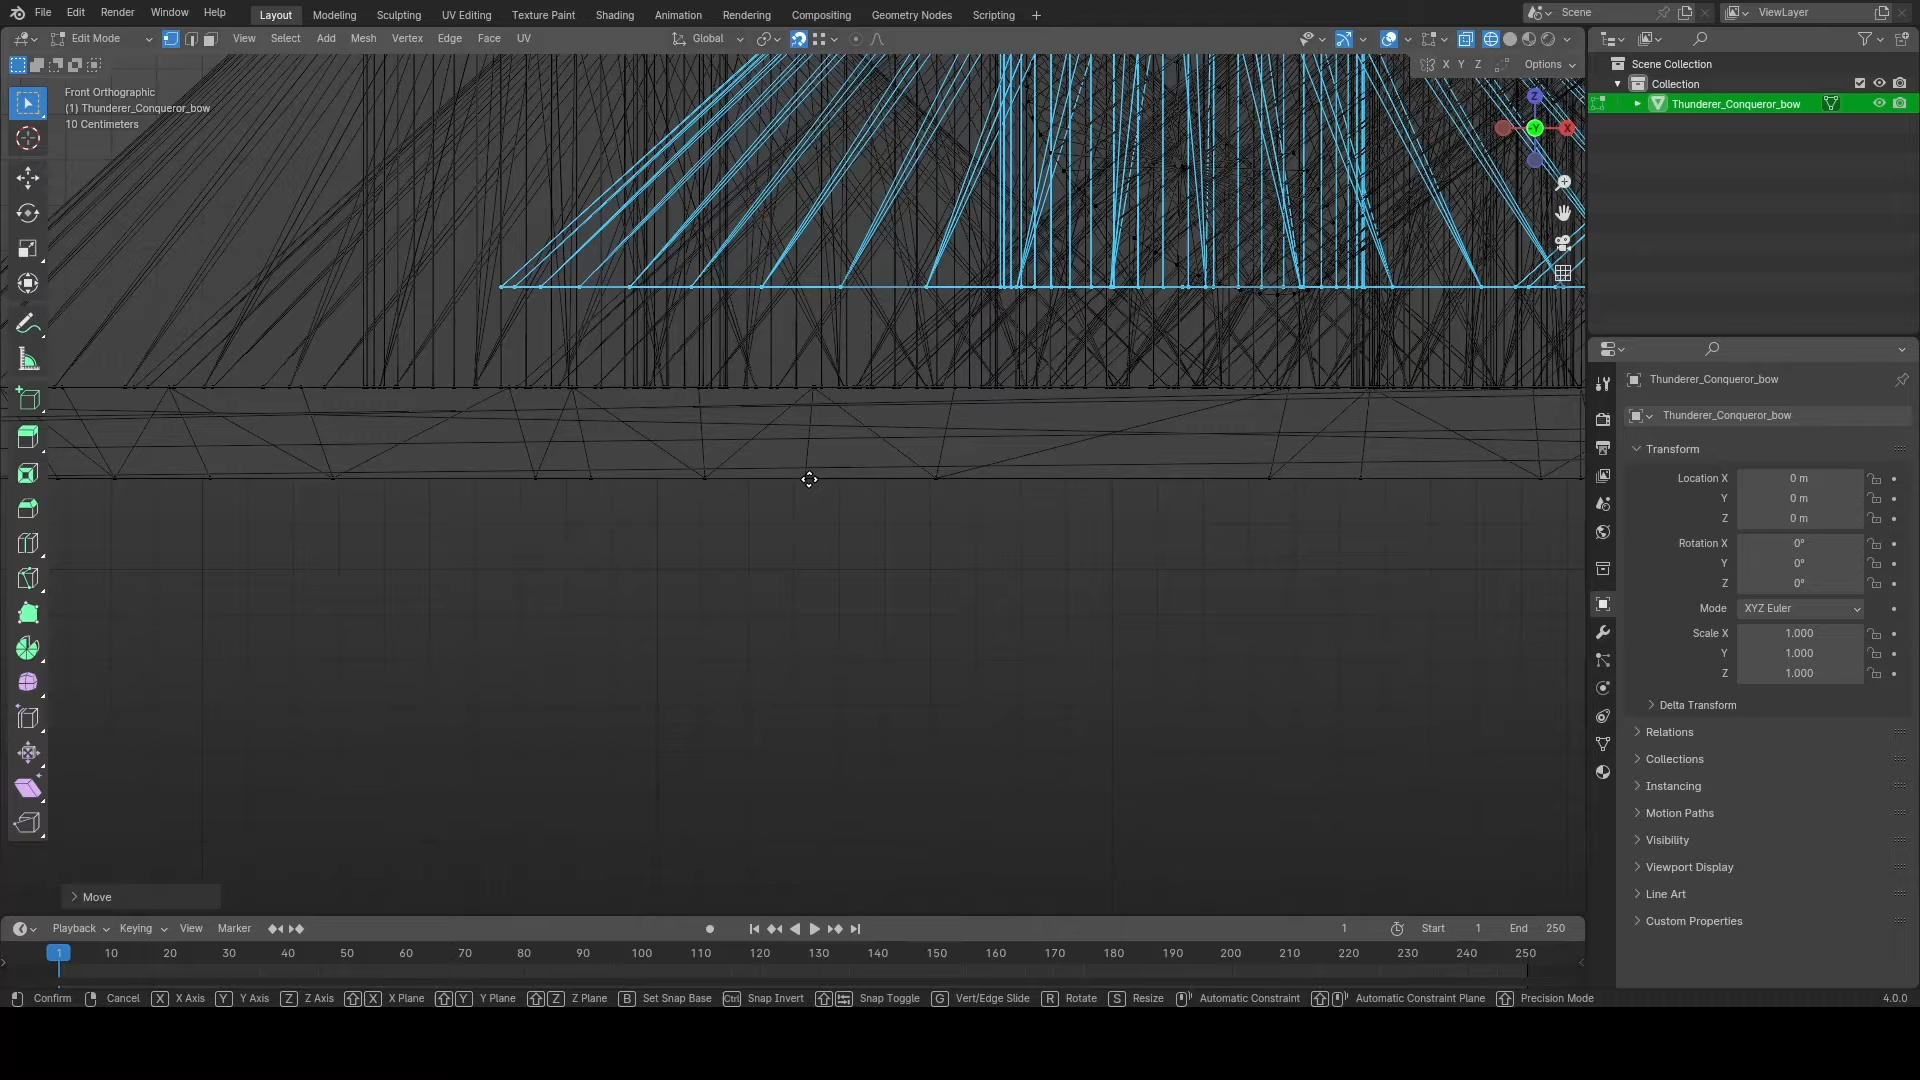 File Edit Render Window Help Layout Modeling Sculpting UV Editing Texture Paint Shading Animation Rendering Compositing Geometry Nodes Scripting + Scene ViewLayer
Edit Mode View Select Add Mesh Vertex Edge Face UV Global
X Y Z Options
Front Orthographic
(1) Thunderer_Conqueror_bow
10 Centimeters
Z
Y
X
Scene Collection
Collection
Thunderer_Conqueror_bow
Thunderer_Conqueror_bow
Thunderer_Conqueror_bow
Transform
Location X 0 m
Y 0 m
Z 0 m
Rotation X 0°
Y 0°
Z 0°
Mode XYZ Euler
Scale X 1.000
Y 1.000
Z 1.000
Delta Transform
Relations
Collections
Instancing
Motion Paths
Visibility
Viewport Display
Line Art
Custom Properties
Move
Playback Keying View Marker 1 Start 1 End 250
1 10 20 30 40 50 60 70 80 90 100 110 120 130 140 150 160 170 180 190 200 210 220 230 240 250
Confirm Cancel X X Axis Y Y Axis Z Z Axis X X Plane Y Y Plane Z Z Plane B Set Snap Base Ctrl Snap Invert Snap Toggle G Vert/Edge Slide R Rotate S Resize Automatic Constraint Automatic Constraint Plane Precision Mode 4.0.0